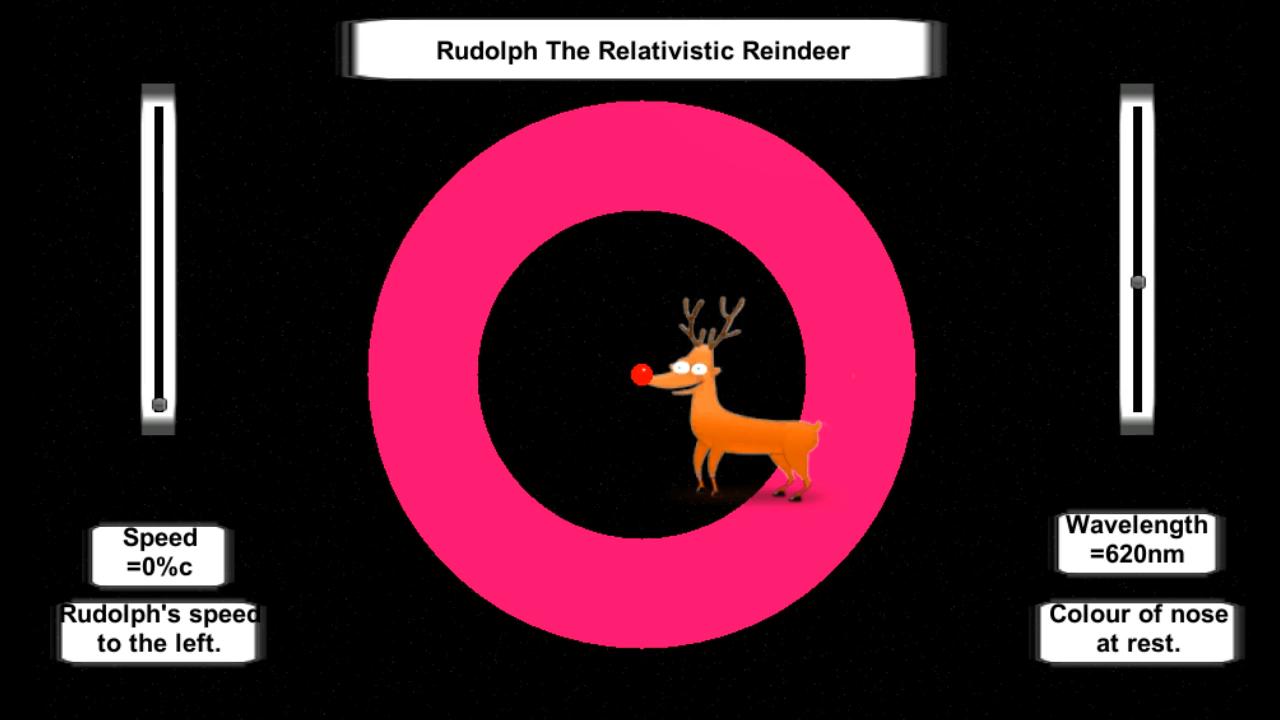 Rudolph The Relativistic Reindeer
Speed
=0%c
Rudolph's speed
to the left.
Wavelength
=620nm
Colour of nose
at rest.